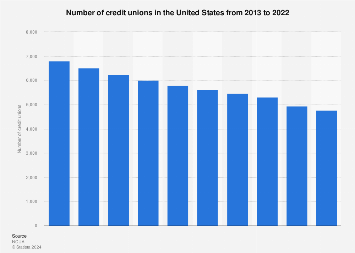 Number of credit unions in the United States from 2013 to 2022
8 000
7 000
6 000
5 000
4 000
3 000
2 000
1 000
0
Number of credit unions
Source
© Statista 2024